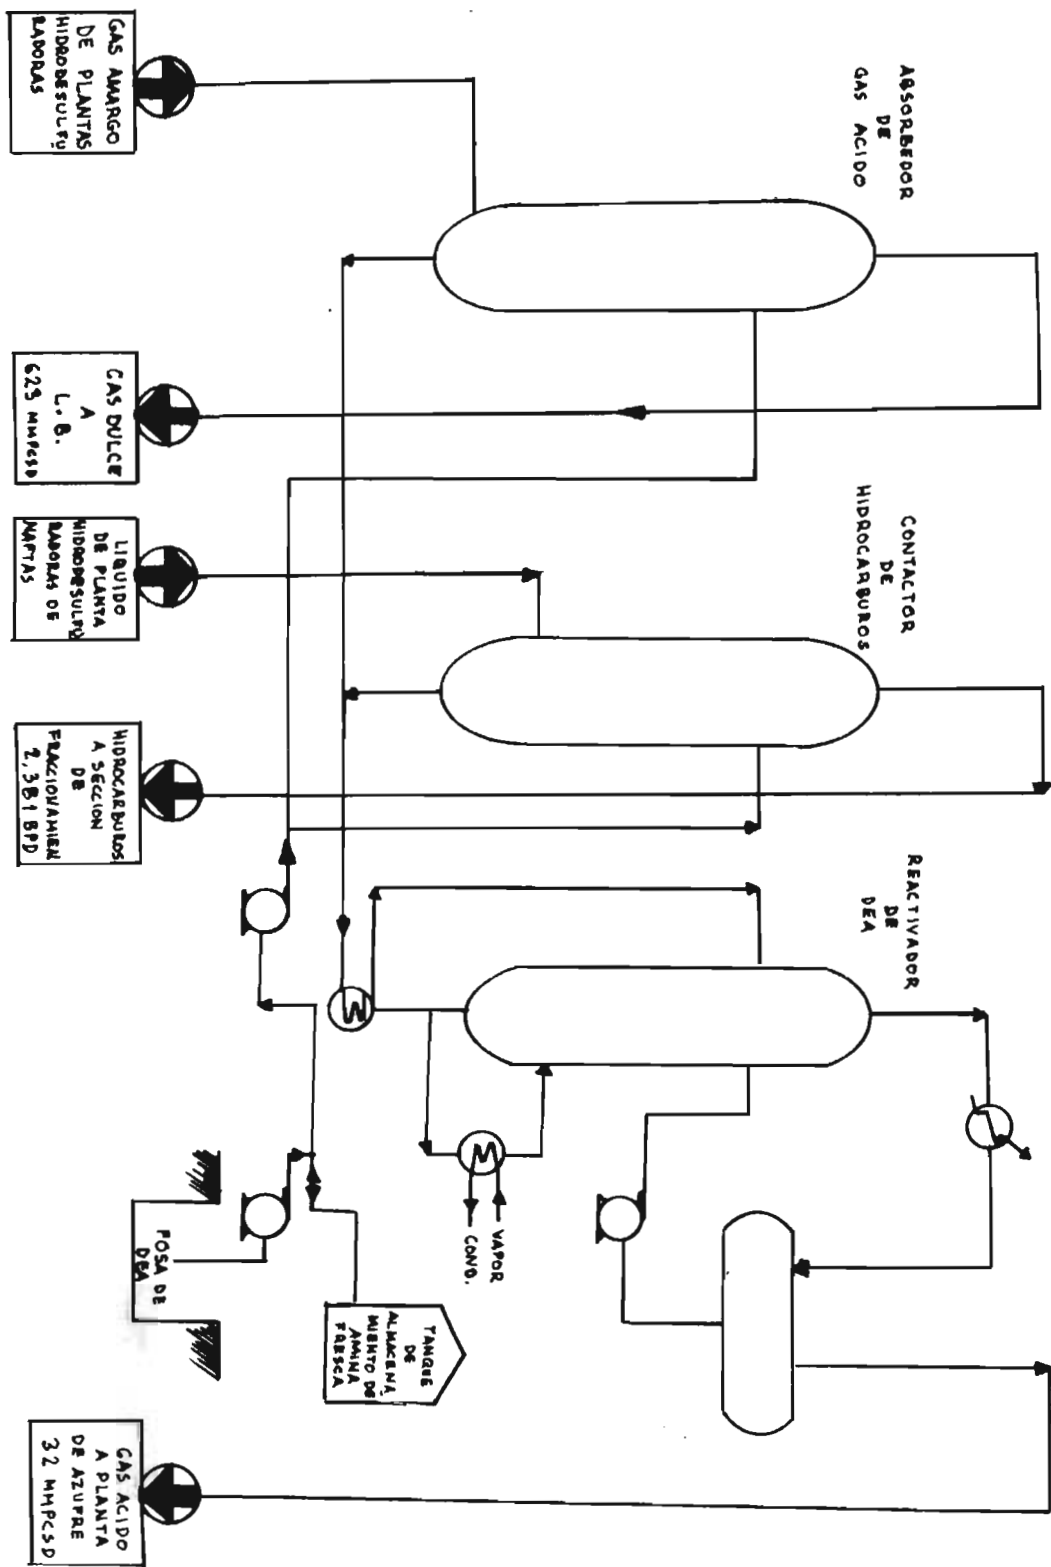 ABSORBEDOR
DE
GAS ACIDO
CONTACTOR
DE
HIDROCARBUROS
REACTIVADOR
DE
DEA
VAPOR
COND.
TANQUE
DE
ALMACENA
MIENTO DE
AMINA
FRESCA
FOSA DE
DEA
GAS AMARGO
DE PLANTAS
HIDRODESULFU
RADORAS
GAS DULCE
A
L.B.
629 MMPCSD
LIQUIDO
DE PLANTA
HIDRODESULFU
RADORAS DE
NAFTAS
HIDROCARBUROS
A SECCION
DE
FRACCIONAMIEN
2,381 BPD
GAS ACIDO
A PLANTA
DE AZUFRE
32 MMPCSD